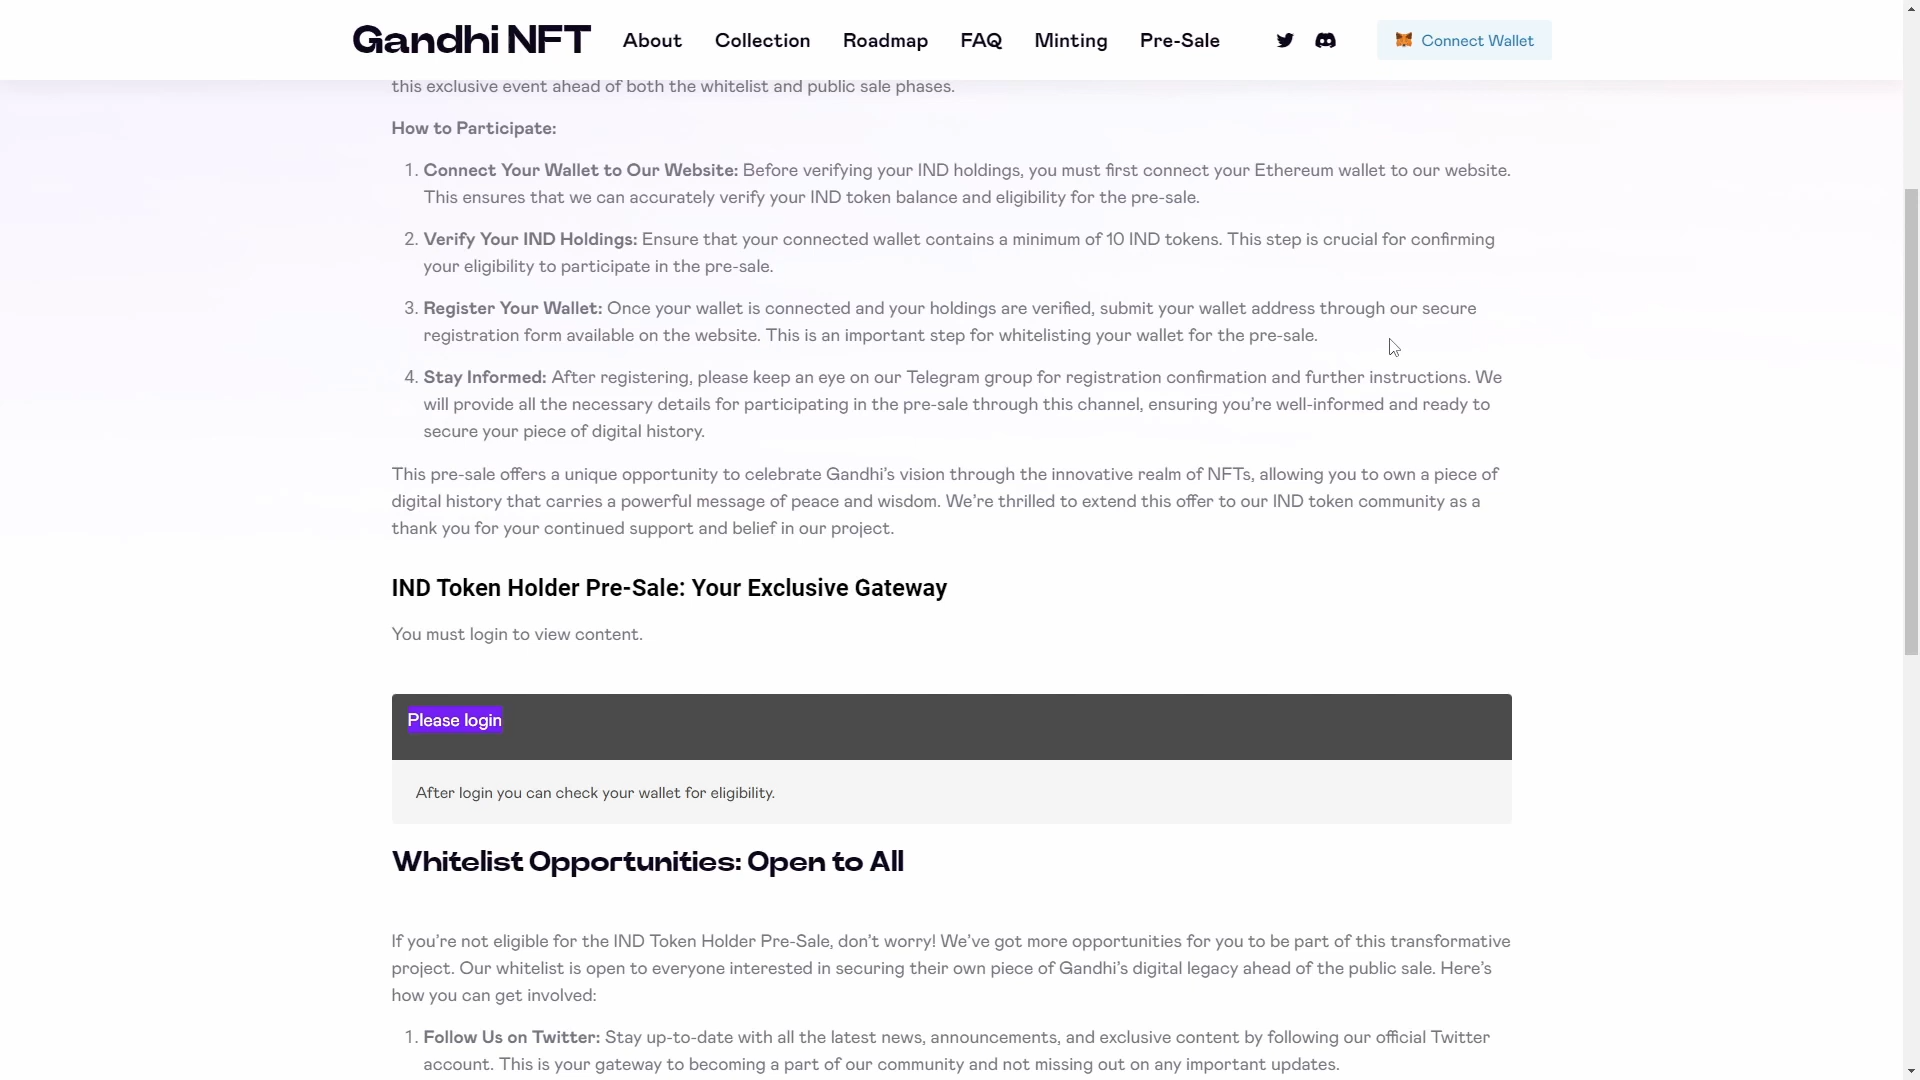 Gandhi NFT
About
Collection
Roadmap
FAQ
Minting
Pre-Sale
Connect Wallet
this exclusive event ahead of both the whitelist and public sale phases.
How to Participate:
1. Connect Your Wallet to Our Website: Before verifying your IND holdings, you must first connect your Ethereum wallet to our website.
This ensures that we can accurately verify your IND token balance and eligibility for the pre-sale.
2. Verify Your IND Holdings: Ensure that your connected wallet contains a minimum of 10 IND tokens. This step is crucial for confirming
your eligibility to participate in the pre-sale.
3. Register Your Wallet: Once your wallet is connected and your holdings are verified, submit your wallet address through our secure
registration form available on the website. This is an important step for whitelisting your wallet for the pre-sale.
4. Stay Informed: After registering, please keep an eye on our Telegram group for registration confirmation and further instructions. We
will provide all the necessary details for participating in the pre-sale through this channel, ensuring you're well-informed and ready to
secure your piece of digital history.
This pre-sale offers a unique opportunity to celebrate Gandhi's vision through the innovative realm of NFTs, allowing you to own a piece of
digital history that carries a powerful message of peace and wisdom. We're thrilled to extend this offer to our IND token community as a
thank you for your continued support and belief in our project.
IND Token Holder Pre-Sale: Your Exclusive Gateway
You must login to view content.
Please login
After login you can check your wallet for eligibility.
Whitelist Opportunities: Open to All
If you're not eligible for the IND Token Holder Pre-Sale, don't worry! We've got more opportunities for you to be part of this transformative
project. Our whitelist is open to everyone interested in securing their own piece of Gandhi's digital legacy ahead of the public sale. Here's
how you can get involved:
1. Follow Us on Twitter: Stay up-to-date with all the latest news, announcements, and exclusive content by following our official Twitter
account. This is your gateway to becoming a part of our community and not missing out on any important updates.